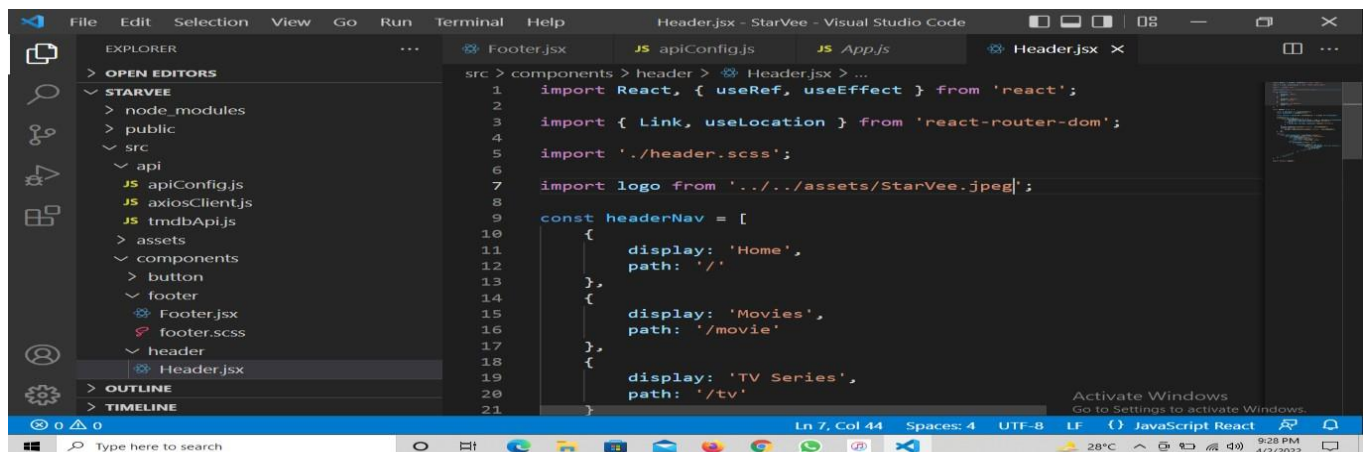 File Edit Selection View Go Run Terminal Help Header.jsx - StarVee - Visual Studio Code
EXPLORER
Footer.jsx JS apiConfig.js JS App.js Header.jsx
> OPEN EDITORS
STARVEE
> node_modules
> public
src
api
JS apiConfig.js
JS axiosClient.js
JS tmdbApi.js
> assets
components
> button
footer
Footer.jsx
footer.scss
header
Header.jsx
> OUTLINE
> TIMELINE
src > components > header > Header.jsx > ...
1 import React, { useRef, useEffect } from 'react';
2
3 import { Link, useLocation } from 'react-router-dom';
4
5 import './header.scss';
6
7 import logo from '../../assets/StarVee.jpeg';
8
9 const headerNav = [
10 {
11 display: 'Home',
12 path: '/'
13 },
14 {
15 display: 'Movies',
16 path: '/movie'
17 },
18 {
19 display: 'TV Series',
20 path: '/tv'
21 }
Activate Windows
Go to Settings to activate Windows.
0 0 Ln 7, Col 44 Spaces: 4 UTF-8 LF {} JavaScript React
Type here to search 28°C 9:28 PM